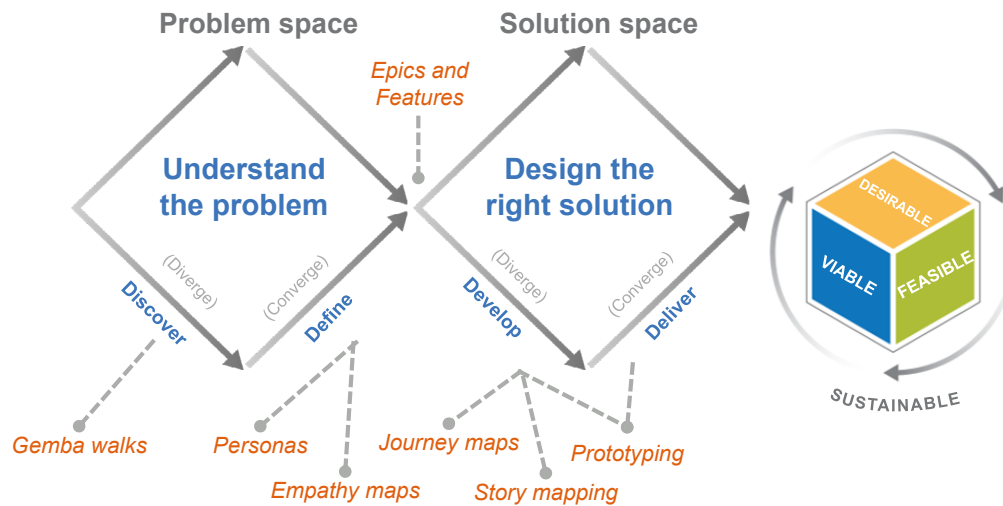 Problem space
Solution space
Epics and
Features
Understand
the problem
Design the
right solution
(Diverge)
Discover
(Converge)
Define
(Diverge)
Develop
(Converge)
Deliver
DESIRABLE
VIABLE
FEASIBLE
SUSTAINABLE
Gemba walks
Personas
Empathy maps
Journey maps
Story mapping
Prototyping